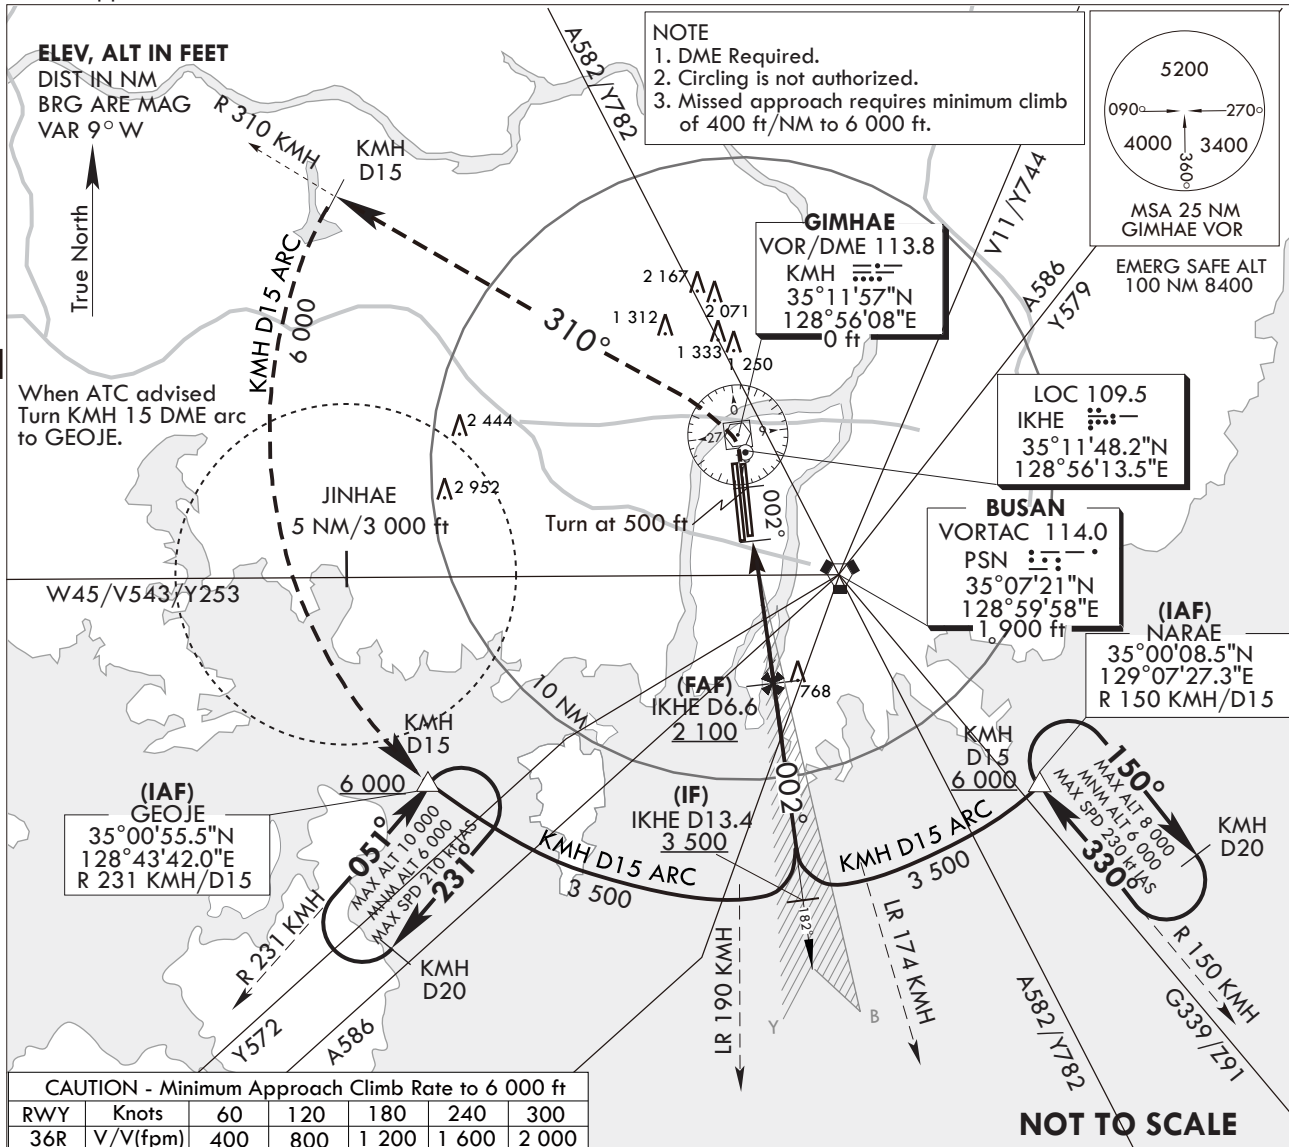 ELEV, ALT IN FEET
DIST IN NM
BRG ARE MAG
VAR 9° W
True North
R 310 KMH
KMH
D15
A582/Y782
NOTE
1. DME Required.
2. Circling is not authorized.
3. Missed approach requires minimum climb
of 400 ft/NM to 6 000 ft.
5200
090°
270°
4000
3400
360°
MSA 25 NM
GIMHAE VOR
EMERG SAFE ALT
100 NM 8400
V11/Y744
A586
Y579
GIMHAE
VOR/DME 113.8
KMH
35°11'57"N
128°56'08"E
0 ft
2 167
2 071
1 312
1 333
1 250
310°
KMH D15 ARC
6 000
When ATC advised
Turn KMH 15 DME arc
to GEOJE.
2 444
2 952
0
9
27
LOC 109.5
IKHE
35°11'48.2"N
128°56'13.5"E
JINHAE
5 NM/3 000 ft
Turn at 500 ft
002°
BUSAN
VORTAC 114.0
PSN
35°07'21"N
128°59'58"E
1,900 ft
W45/V543/Y253
(IAF)
NARAE
35°00'08.5"N
129°07'27.3"E
R 150 KMH/D15
10 NM
(FAF)
IKHE D6.6
2 100
768
KMH
D15
6 000
KMH
D15
6 000
(IAF)
GEOJE
35°00'55.5"N
128°43'42.0"E
R 231 KMH/D15
051°
MAX ALT 10 000
MNM ALT 6 000
MAX SPD 210 kt IAS
231°
(IF)
IKHE D13.4
3 500
002°
150°
MAX ALT 8 000
MNM ALT 6 000
MAX SPD 230 kt IAS
330°
KMH
D20
KMH D15 ARC
3 500
KMH D15 ARC
3 500
182°
R 231 KMH
KMH
D20
LR 190 KMH
LR 174 KMH
R 150 KMH
Y
B
Y572
A586
A582/Y782
G339/Z91
CAUTION - Minimum Approach Climb Rate to 6 000 ft
RWY Knots 60 120 180 240 300
36R V/V(fpm) 400 800 1 200 1 600 2 000
NOT TO SCALE